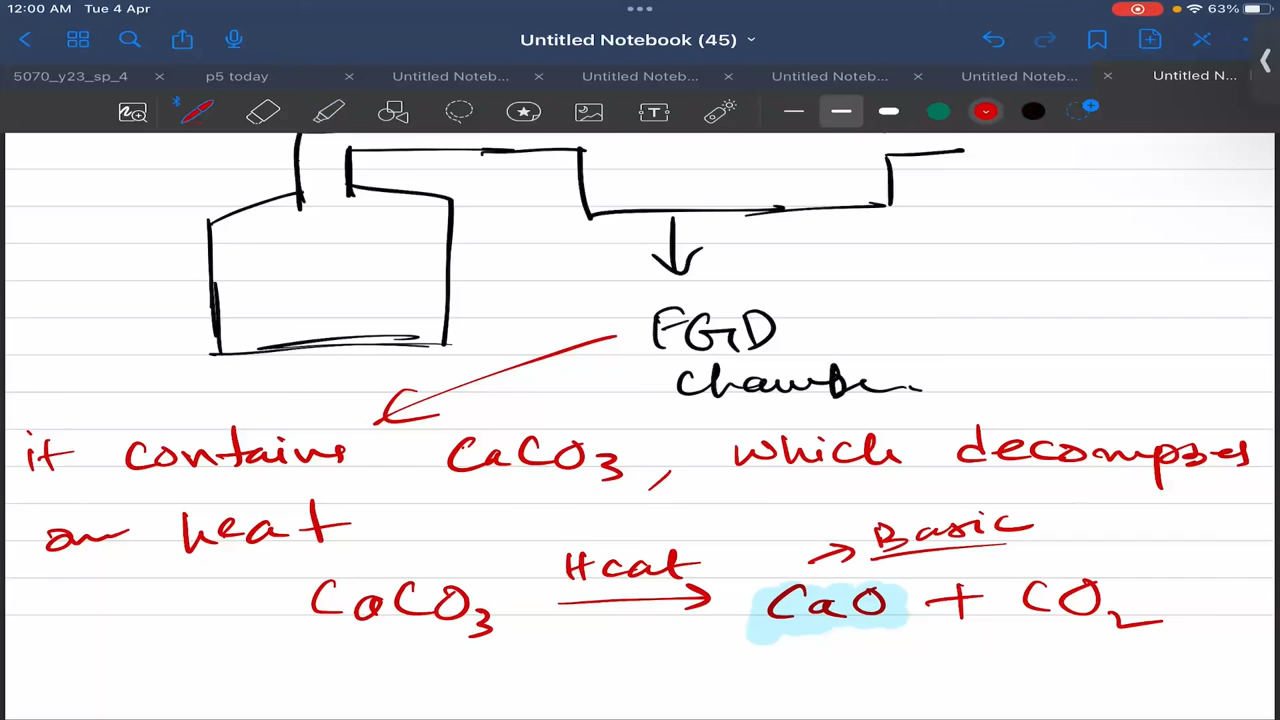 12:00 AM Tue 4 Apr
63%
Untitled Notebook (45)
5070_y23_sp_4
p5 today
Untitled Noteb...
Untitled Noteb...
Untitled Noteb...
Untitled Noteb...
Untitled N...
FGD
chamber
it contains CaCO3, which decomposes
on heat
Basic
Heat
CaCO3 → CaO + CO2